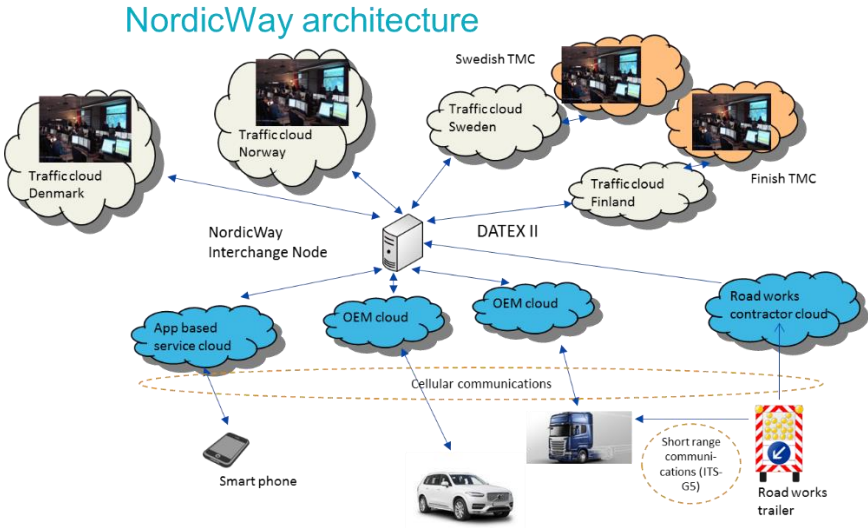 NordicWay architecture
Swedish TMC
Traffic cloud
Norway
Traffic cloud
Sweden
Traffic cloud
Denmark
Traffic cloud
Finland
Finish TMC
NordicWay
Interchange Node
DATEX II
App based
service cloud
OEM cloud
OEM cloud
Road works
contractor cloud
Cellular communications
Smart phone
Short range
communi-
cations (ITS-
G5)
Road works
trailer